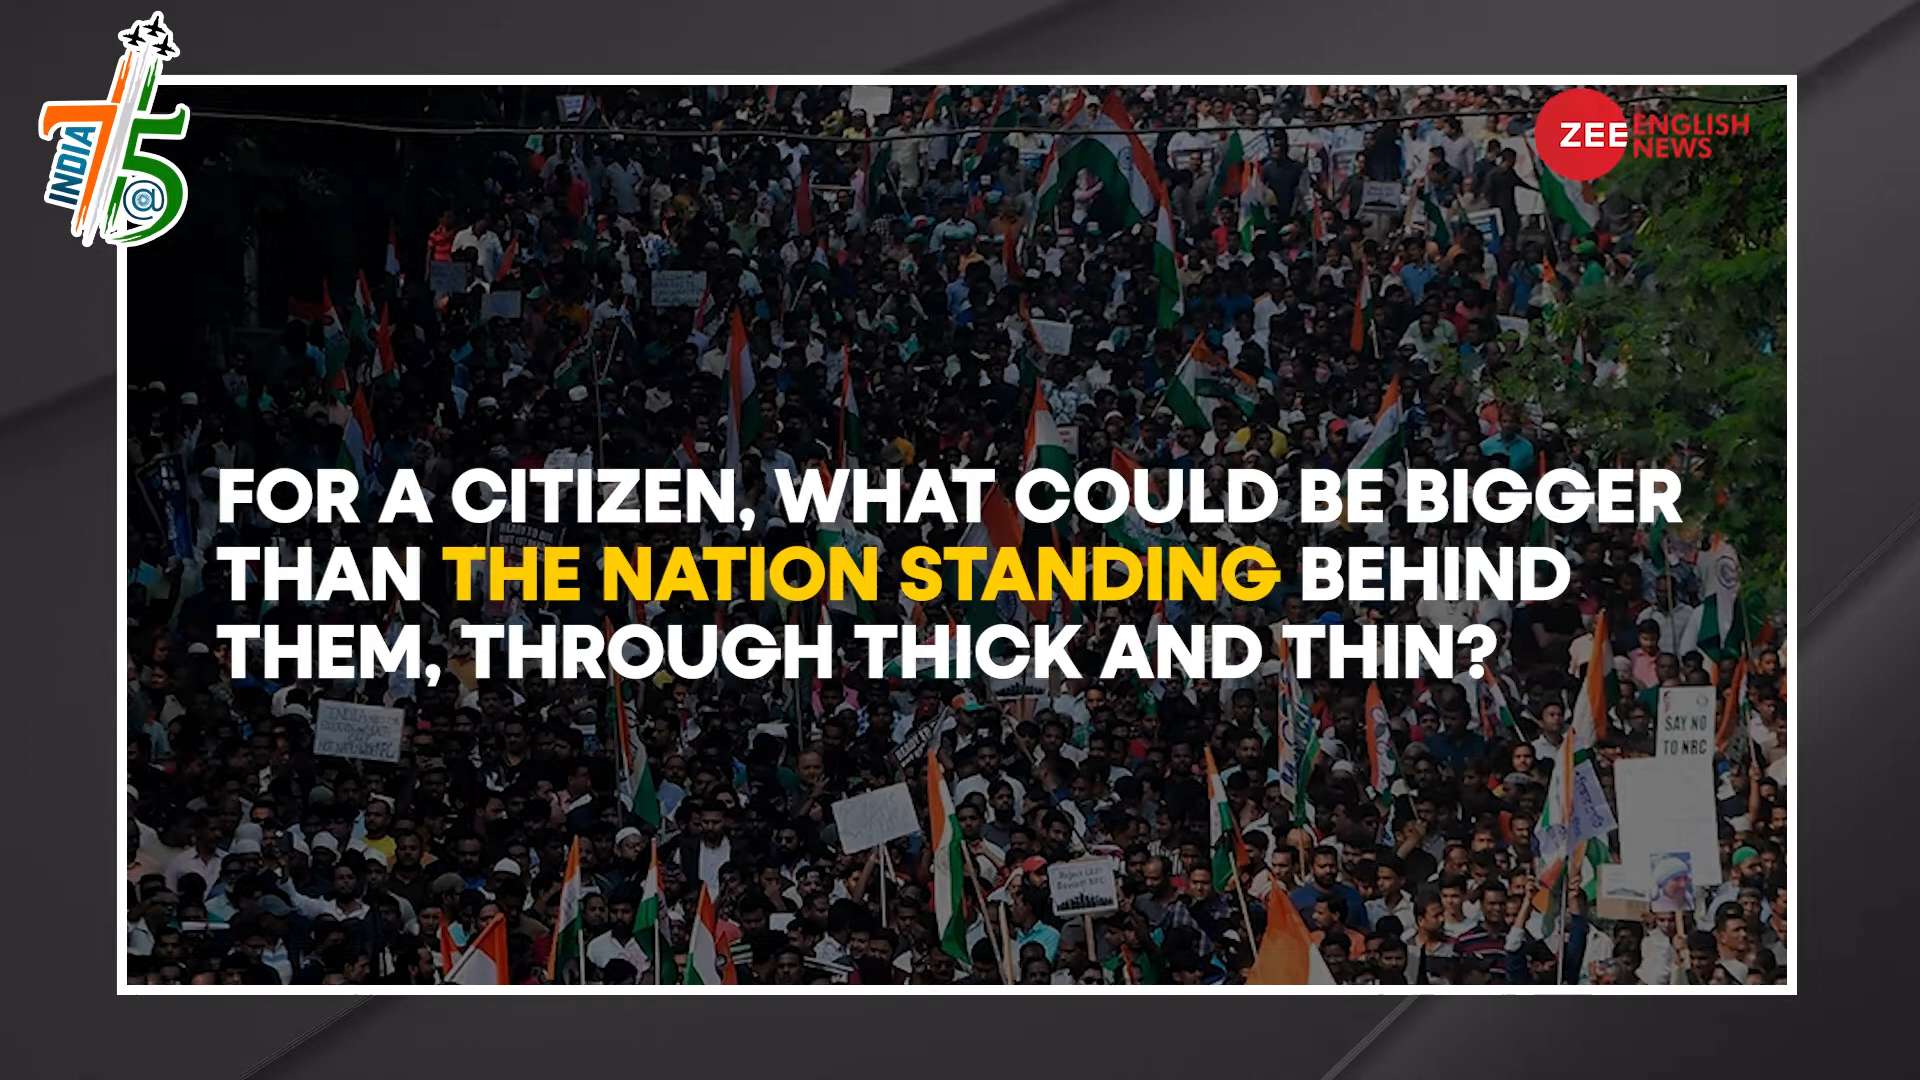 INDIA
75
@
ZEE ENGLISH
NEWS
FOR A CITIZEN, WHAT COULD BE BIGGER
THAN THE NATION STANDING BEHIND
THEM, THROUGH THICK AND THIN?
SAY NO
TO NRC